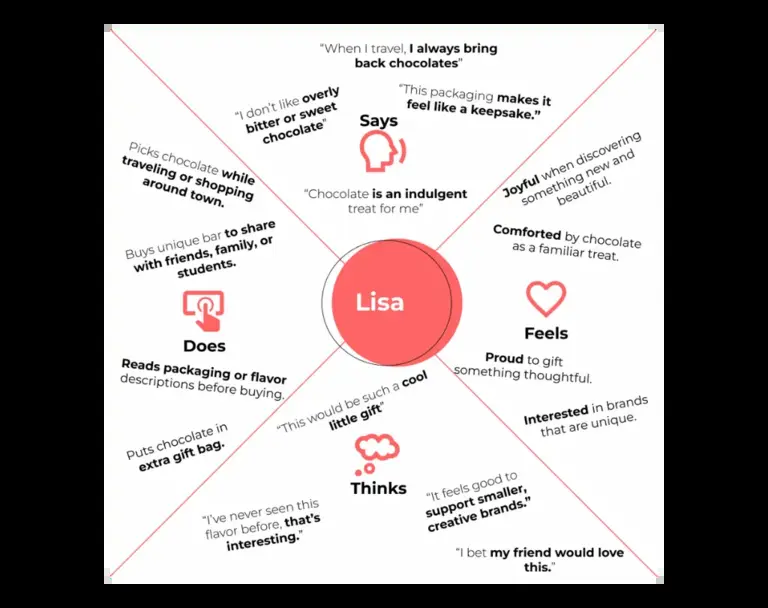 “When I travel, I always bring
back chocolates”
“I don’t like overly
bitter or sweet
chocolate”
“This packaging makes it
feel like a keepsake.”
Says
“Chocolate is an indulgent
treat for me”
Picks chocolate while
traveling or shopping
around town.
Buys unique bar to share
with friends, family, or
students.
Does
Reads packaging or flavor
descriptions before buying.
Puts chocolate in
extra gift bag.
Lisa
Joyful when discovering
something new and
beautiful.
Comforted by chocolate
as a familiar treat.
Feels
Proud to gift
something thoughtful.
Interested in brands
that are unique.
“This would be such a cool
little gift”
Thinks
“I’ve never seen this
flavor before, that’s
interesting.”
“It feels good to
support smaller,
creative brands.”
“I bet my friend would love
this.”